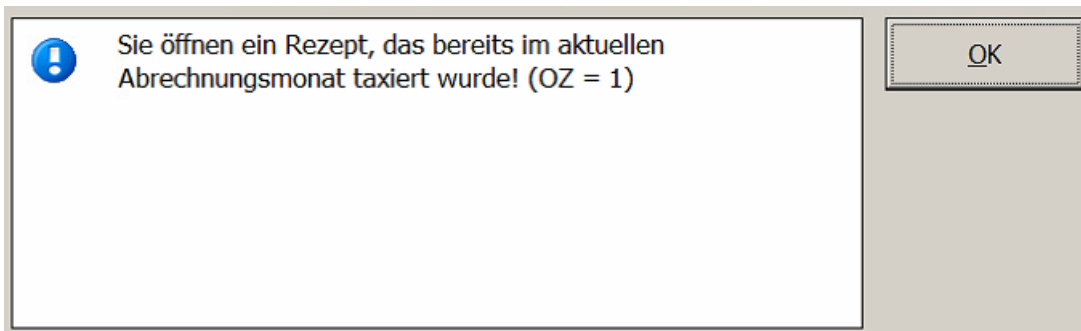 Sie öffnen ein Rezept, das bereits im aktuellen
Abrechnungsmonat taxiert wurde! (OZ = 1)
OK